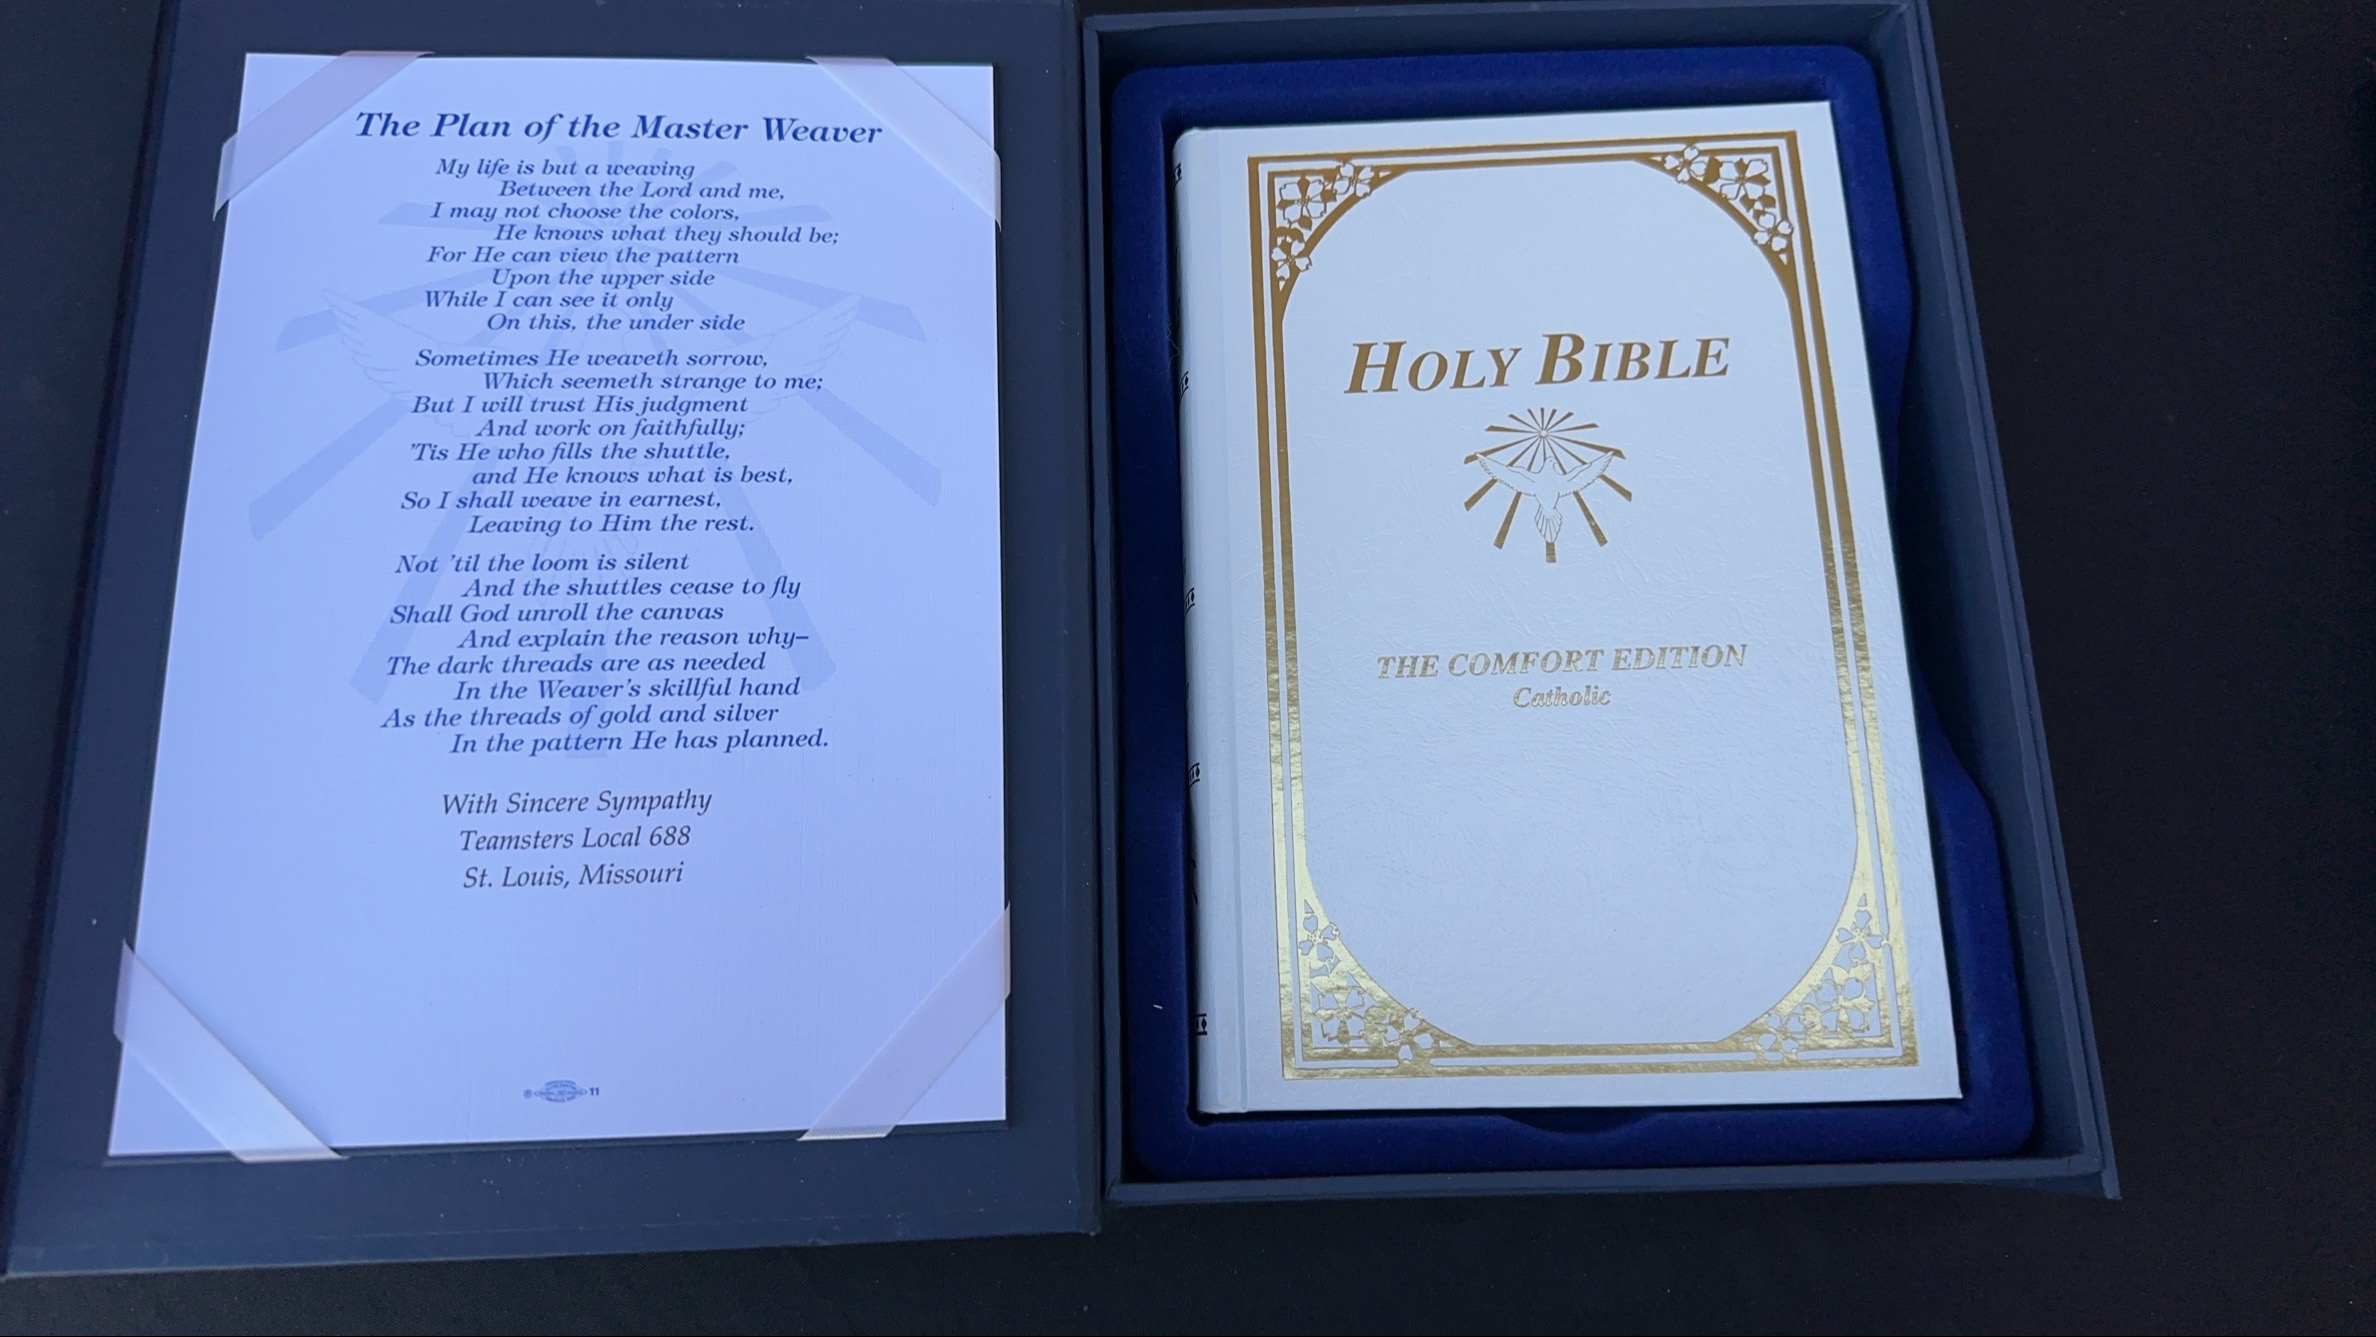 The Plan of the Master Weaver
My life is but a weaving
Between the Lord and me,
I may not choose the colors,
He knows what they should be;
For He can view the pattern
Upon the upper side
While I can see it only
On this, the under side
Sometimes He weaveth sorrow,
Which seemeth strange to me;
But I will trust His judgment
And work on faithfully;
'Tis He who fills the shuttle,
and He knows what is best,
So I shall weave in earnest,
Leaving to Him the rest.
Not 'til the loom is silent
And the shuttles cease to fly
Shall God unroll the canvas
And explain the reason why–
The dark threads are as needed
In the Weaver's skillful hand
As the threads of gold and silver
In the pattern He has planned.
With Sincere Sympathy
Teamsters Local 688
St. Louis, Missouri
11
HOLY BIBLE
THE COMFORT EDITION
Catholic